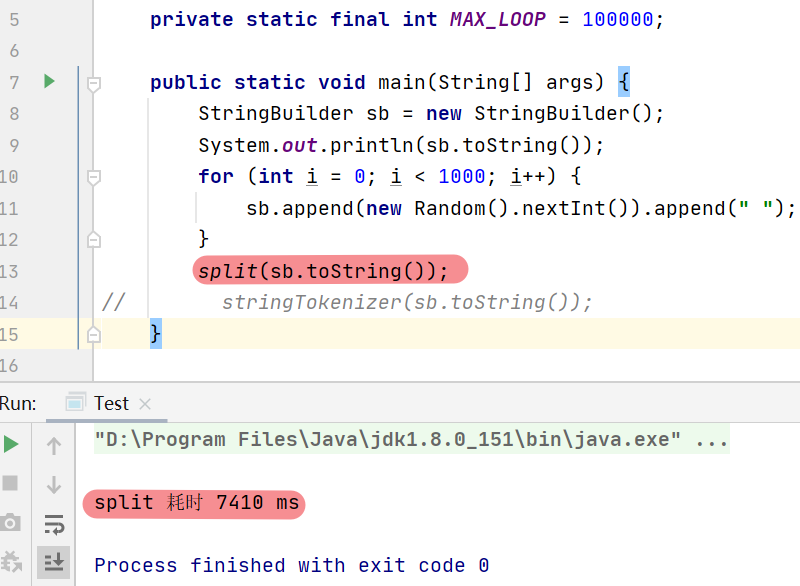 5 private static final int MAX_LOOP = 100000;
6
7 public static void main(String[] args) {
8 StringBuilder sb = new StringBuilder();
9 System.out.println(sb.toString());
10 for (int i = 0; i < 1000; i++) {
11 sb.append(new Random().nextInt()).append(" ");
12 }
13 split(sb.toString());
14 // stringTokenizer(sb.toString());
15 }
16
Run: Test
"D:\Program Files\Java\jdk1.8.0_151\bin\java.exe" ...
split 耗时 7410 ms
Process finished with exit code 0